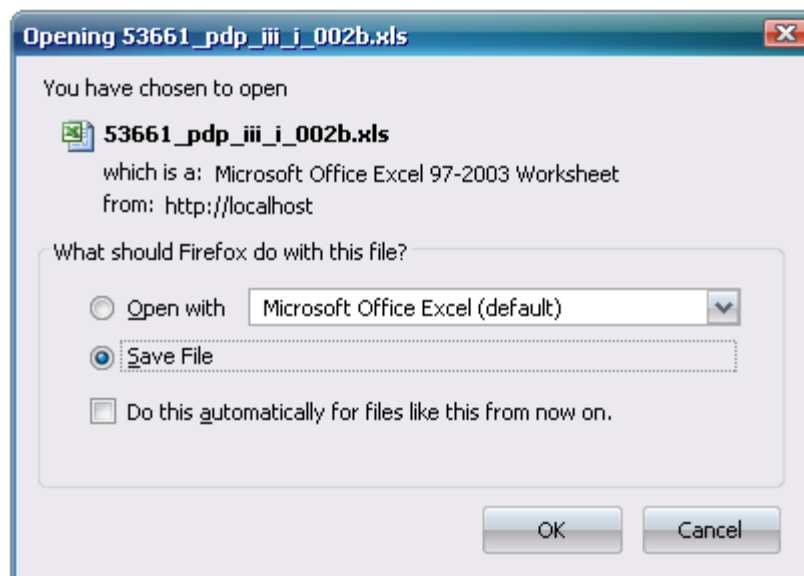 Opening 53661_pdp_iii_i_002b.xls
You have chosen to open
53661_pdp_iii_i_002b.xls
which is a: Microsoft Office Excel 97-2003 Worksheet
from: http://localhost
What should Firefox do with this file?
Open with Microsoft Office Excel (default)
Save File
Do this automatically for files like this from now on.
OK Cancel